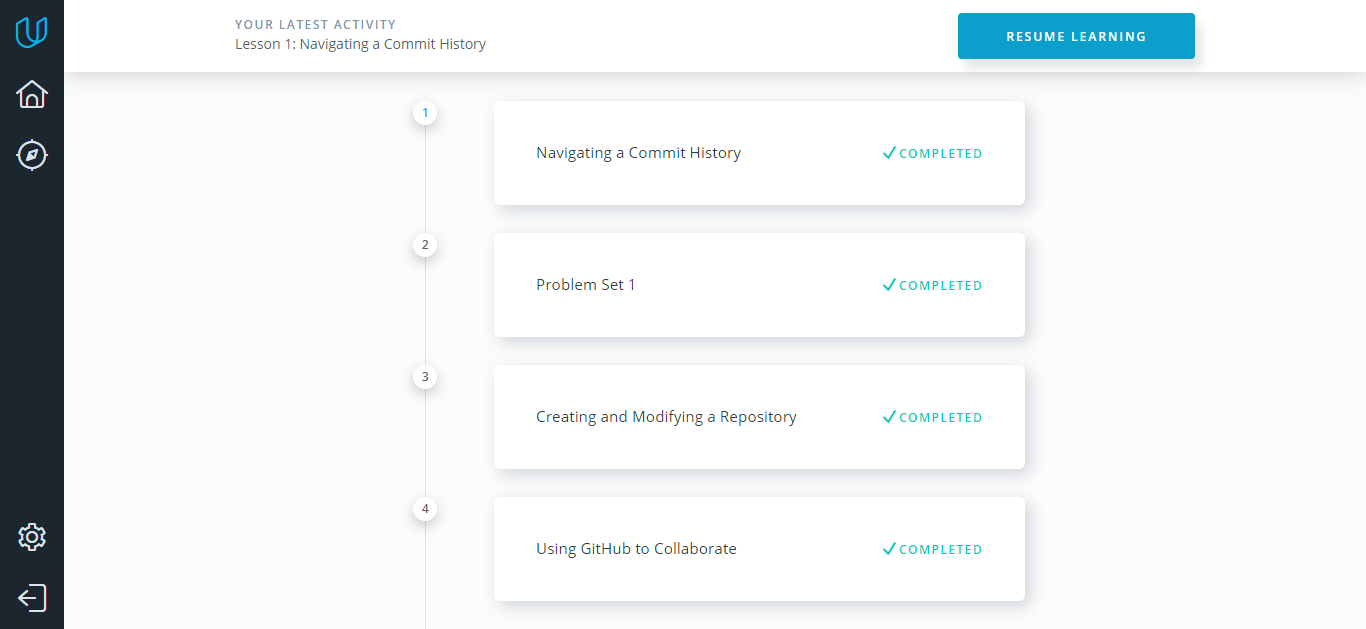 YOUR LATEST ACTIVITY
Lesson 1: Navigating a Commit History
RESUME LEARNING
1
Navigating a Commit History
COMPLETED
2
Problem Set 1
COMPLETED
3
Creating and Modifying a Repository
COMPLETED
4
Using GitHub to Collaborate
COMPLETED